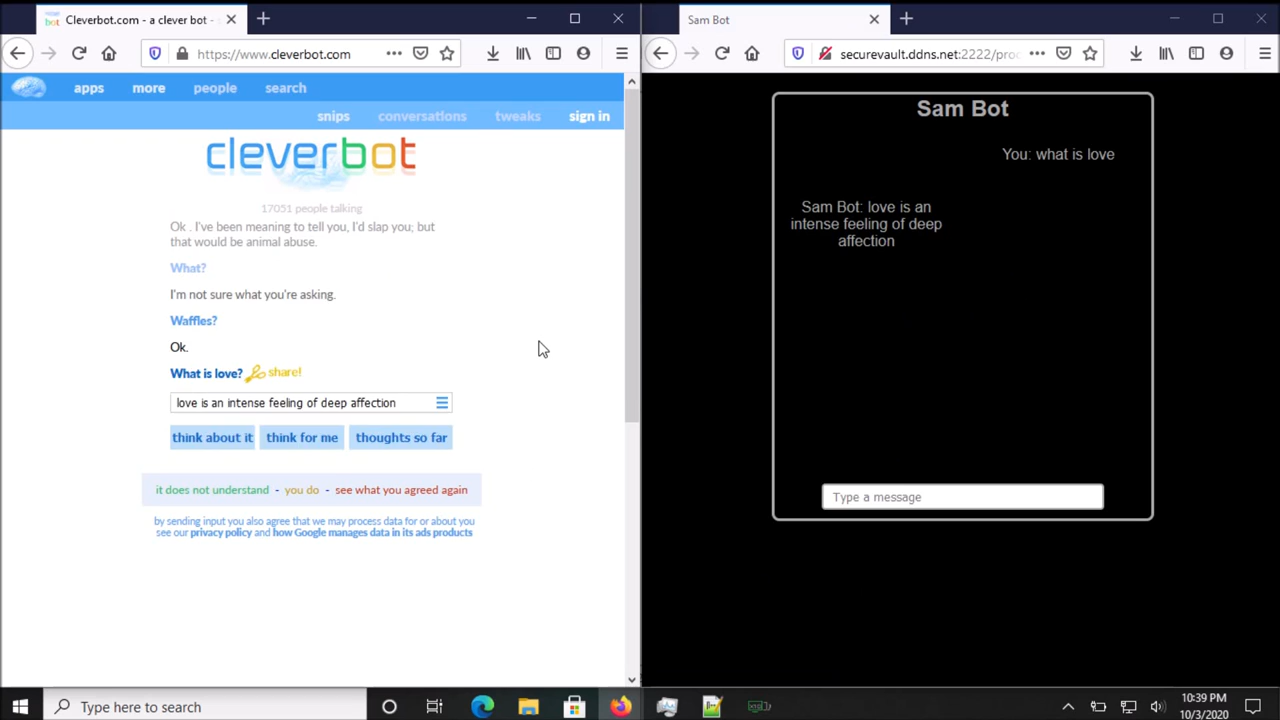 Cleverbot.com - a clever bot -
https://www.cleverbot.com
apps more people search
snips conversations tweaks sign in
cleverbot
17051 people talking
Ok . I've been meaning to tell you, I'd slap you; but
that would be animal abuse.
What?
I'm not sure what you're asking.
Waffles?
Ok.
What is love? share!
love is an intense feeling of deep affection
think about it think for me thoughts so far
it does not understand - you do - see what you agreed again
by sending input you also agree that we may process data for or about you
see our privacy policy and how Google manages data in its ads products
Sam Bot
securevault.ddns.net:2222/pro
Sam Bot
You: what is love
Sam Bot: love is an
intense feeling of deep
affection
Type a message
Type here to search
10:39 PM
10/3/2020